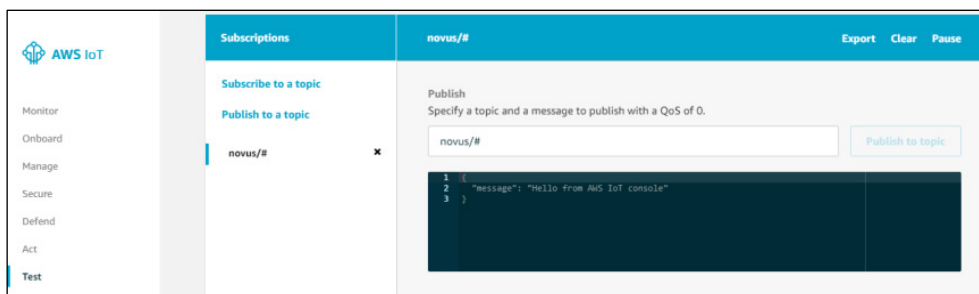 AWS IoT
Monitor
Onboard
Manage
Secure
Defend
Act
Test
Subscriptions
Subscribe to a topic
Publish to a topic
novus/# ×
novus/# Export Clear Pause
Publish
Specify a topic and a message to publish with a QoS of 0.
novus/# Publish to topic
1 {
2 "message": "Hello from AWS IoT console"
3 }